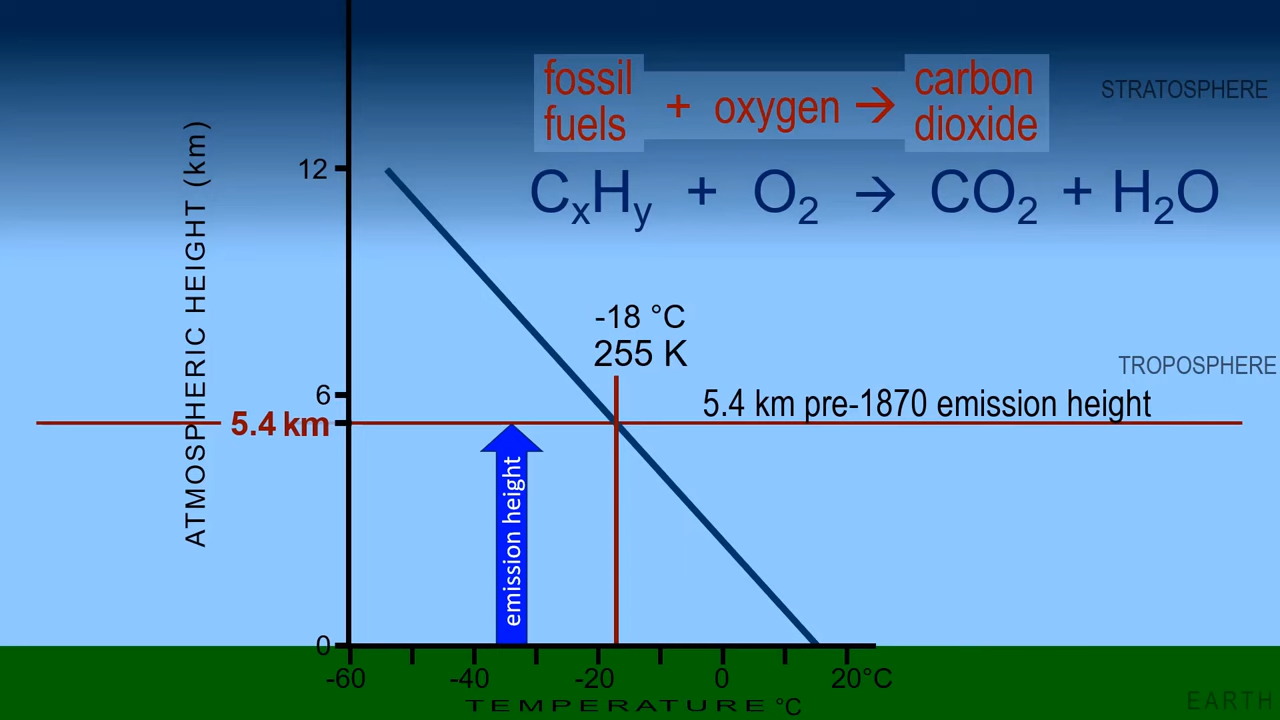 fossil
fuels
+ oxygen →
carbon
dioxide
STRATOSPHERE
CₓHᵧ + O₂ → CO₂ + H₂O
ATMOSPHERIC HEIGHT (km)
12
-18 °C
255 K
TROPOSPHERE
6
5.4 km pre-1870 emission height
5.4 km
emission height
0
-60 -40 -20 0 20°C
TEMPERATURE °C
EARTH